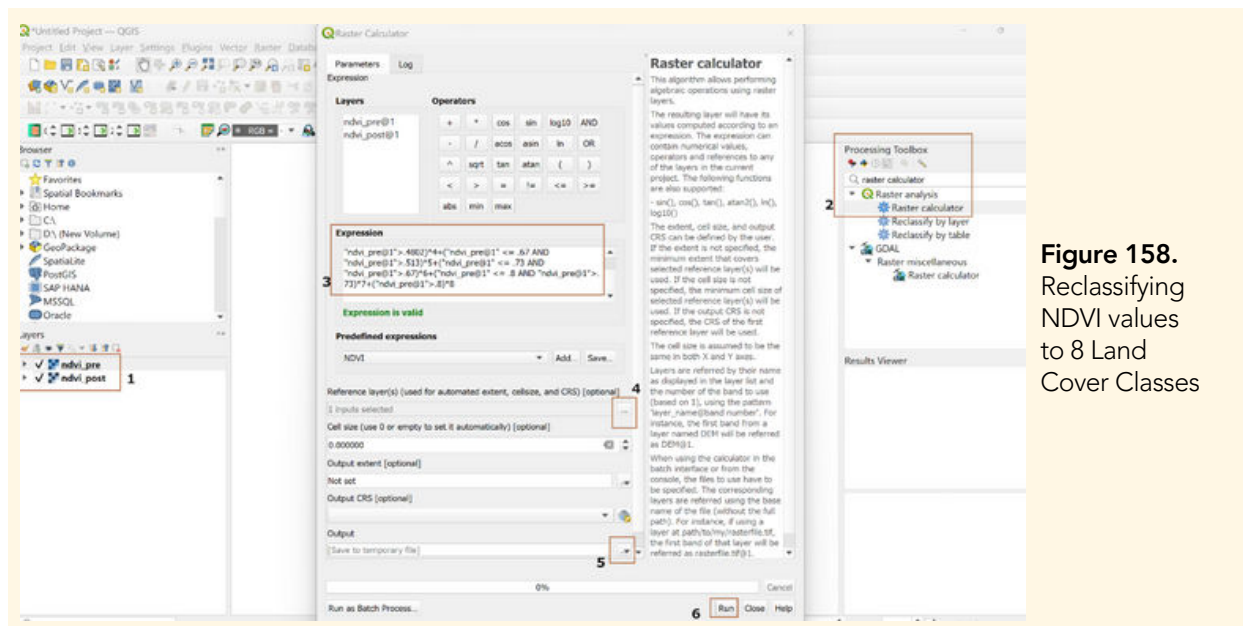 *Untitled Project — QGIS
Project Edit View Layer Settings Plugins Vector Raster Databa
RGB
Browser
Favorites
Spatial Bookmarks
Home
C:\
D:\ (New Volume)
GeoPackage
SpatiaLite
PostGIS
SAP HANA
MSSQL
Oracle
Layers
ndvi_pre
ndvi_post
1
Raster Calculator
Parameters Log
Expression
Layers
ndvi_pre@1
ndvi_post@1
Operators
+ * cos sin log10 AND
- / acos asin ln OR
^ sqrt tan atan ( )
< > = != <= >=
abs min max
Expression
"ndvi_pre@1">.4802)*4+("ndvi_pre@1" <= .67 AND
"ndvi_pre@1">.513)*5+("ndvi_pre@1" <= .73 AND
"ndvi_pre@1">.67)*6+("ndvi_pre@1" <= .8 AND "ndvi_pre@1">.
73)*7+("ndvi_pre@1">.8)*8
3
Expression is valid
Predefined expressions
NDVI
Add... Save...
Reference layer(s) (used for automated extent, cellsize, and CRS) [optional]
4
1 inputs selected
...
Cell size (use 0 or empty to set it automatically) [optional]
0.000000
Output extent [optional]
Not set
Output CRS [optional]
Output
[Save to temporary file]
5
0%
Cancel
Run as Batch Process...
6
Run Close Help
Raster calculator
This algorithm allows performing
algebraic operations using raster
layers.
The resulting layer will have its
values computed according to an
expression. The expression can
contain numerical values,
operators and references to any
of the layers in the current
project. The following functions
are also supported:
- sin(), cos(), tan(), atan2(), ln(),
log10()
The extent, cell size, and output
CRS can be defined by the user.
If the extent is not specified, the
minimum extent that covers
selected reference layer(s) will be
used. If the cell size is not
specified, the minimum cell size of
selected reference layer(s) will be
used. If the output CRS is not
specified, the CRS of the first
reference layer will be used.
The cell size is assumed to be the
same in both X and Y axes.
Layers are referred by their name
as displayed in the layer list and
the number of the band to use
(based on 1), using the pattern
'layer_name@band number'. For
instance, the first band from a
layer named DEM will be referred
as DEM@1.
When using the calculator in the
batch interface or from the
console, the files to use have to
be specified. The corresponding
layers are referred using the base
name of the file (without the full
path). For instance, if using a
layer at path/to/my/rasterfile.tif,
the first band of that layer will be
referred as rasterfile.tif@1.
Processing Toolbox
raster calculator
2
Raster analysis
Raster calculator
Reclassify by layer
Reclassify by table
GDAL
Raster miscellaneous
Raster calculator
Results Viewer
Figure 158.
Reclassifying
NDVI values
to 8 Land
Cover Classes